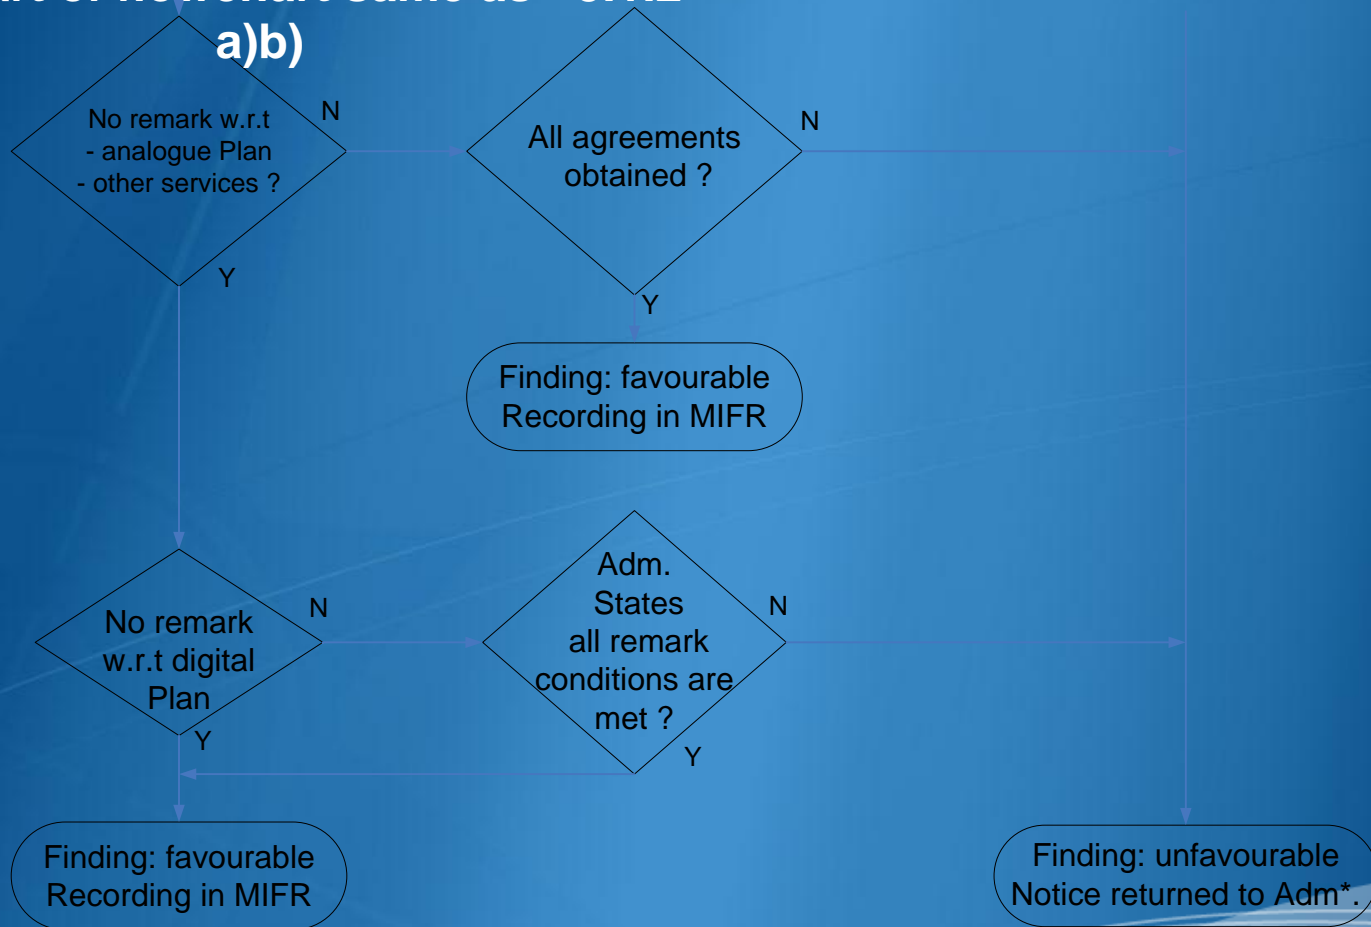 a)b)
No remark w.r.t
- analogue Plan
- other services ?
N
Y
All agreements
obtained ?
N
Y
Finding: favourable
Recording in MIFR
No remark
w.r.t digital
Plan
N
Y
Adm.
States
all remark
conditions are
met ?
N
Y
Finding: favourable
Recording in MIFR
Finding: unfavourable
Notice returned to Adm*.